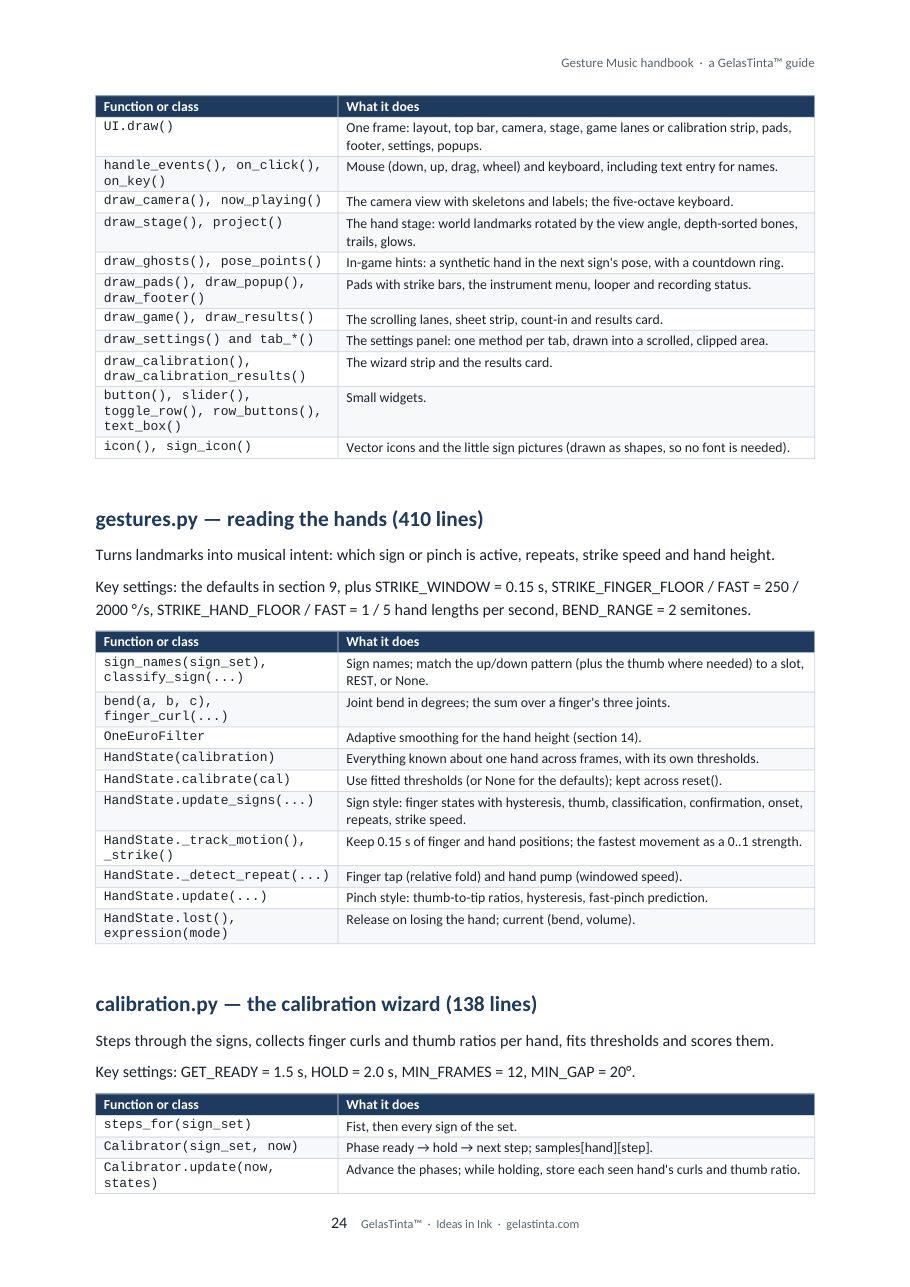 Gesture Music handbook · a GelasTinta™ guide
Function or class What it does
UI.draw() One frame: layout, top bar, camera, stage, game lanes or calibration strip, pads,
footer, settings, popups.
handle_events(), on_click(), Mouse (down, up, drag, wheel) and keyboard, including text entry for names.
on_key()
draw_camera(), now_playing() The camera view with skeletons and labels; the five-octave keyboard.
draw_stage(), project() The hand stage: world landmarks rotated by the view angle, depth-sorted bones,
trails, glows.
draw_ghosts(), pose_points() In-game hints: a synthetic hand in the next sign's pose, with a countdown ring.
draw_pads(), draw_popup(), Pads with strike bars, the instrument menu, looper and recording status.
draw_footer()
draw_game(), draw_results() The scrolling lanes, sheet strip, count-in and results card.
draw_settings() and tab_*() The settings panel: one method per tab, drawn into a scrolled, clipped area.
draw_calibration(), The wizard strip and the results card.
draw_calibration_results()
button(), slider(), Small widgets.
toggle_row(), row_buttons(),
text_box()
icon(), sign_icon() Vector icons and the little sign pictures (drawn as shapes, so no font is needed).
gestures.py — reading the hands (410 lines)
Turns landmarks into musical intent: which sign or pinch is active, repeats, strike speed and hand height.
Key settings: the defaults in section 9, plus STRIKE_WINDOW = 0.15 s, STRIKE_FINGER_FLOOR / FAST = 250 /
2000 °/s, STRIKE_HAND_FLOOR / FAST = 1 / 5 hand lengths per second, BEND_RANGE = 2 semitones.
Function or class What it does
sign_names(sign_set), Sign names; match the up/down pattern (plus the thumb where needed) to a slot,
classify_sign(...) REST, or None.
bend(a, b, c), Joint bend in degrees; the sum over a finger's three joints.
finger_curl(...)
OneEuroFilter Adaptive smoothing for the hand height (section 14).
HandState(calibration) Everything known about one hand across frames, with its own thresholds.
HandState.calibrate(cal) Use fitted thresholds (or None for the defaults); kept across reset().
HandState.update_signs(...) Sign style: finger states with hysteresis, thumb, classification, confirmation, onset,
repeats, strike speed.
HandState._track_motion(), Keep 0.15 s of finger and hand positions; the fastest movement as a 0..1 strength.
_strike()
HandState._detect_repeat(...) Finger tap (relative fold) and hand pump (windowed speed).
HandState.update(...) Pinch style: thumb-to-tip ratios, hysteresis, fast-pinch prediction.
HandState.lost(), Release on losing the hand; current (bend, volume).
expression(mode)
calibration.py — the calibration wizard (138 lines)
Steps through the signs, collects finger curls and thumb ratios per hand, fits thresholds and scores them.
Key settings: GET_READY = 1.5 s, HOLD = 2.0 s, MIN_FRAMES = 12, MIN_GAP = 20°.
Function or class What it does
steps_for(sign_set) Fist, then every sign of the set.
Calibrator(sign_set, now) Phase ready → hold → next step; samples[hand][step].
Calibrator.update(now, Advance the phases; while holding, store each seen hand's curls and thumb ratio.
states)
24 GelasTinta™ · Ideas in Ink · gelastinta.com